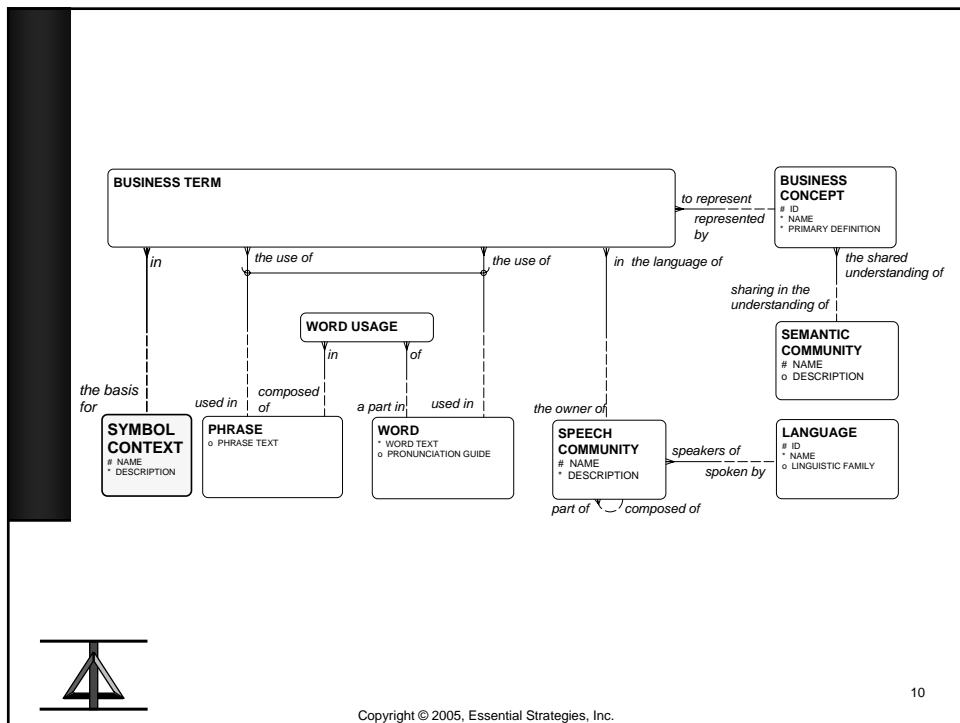 BUSINESS TERM
to represent
represented
by
BUSINESS
CONCEPT
# ID
* NAME
* PRIMARY DEFINITION
in
the use of
the use of
in the language of
the shared
understanding of
sharing in the
understanding of
WORD USAGE
in
of
SEMANTIC
COMMUNITY
# NAME
o DESCRIPTION
the basis
for
used in
composed
of
a part in
used in
the owner of
SYMBOL
CONTEXT
# NAME
* DESCRIPTION
PHRASE
o PHRASE TEXT
WORD
* WORD TEXT
o PRONUNCIATION GUIDE
SPEECH
COMMUNITY
# NAME
* DESCRIPTION
speakers of
spoken by
LANGUAGE
# ID
* NAME
o LINGUISTIC FAMILY
part of
composed of
10
Copyright © 2005, Essential Strategies, Inc.